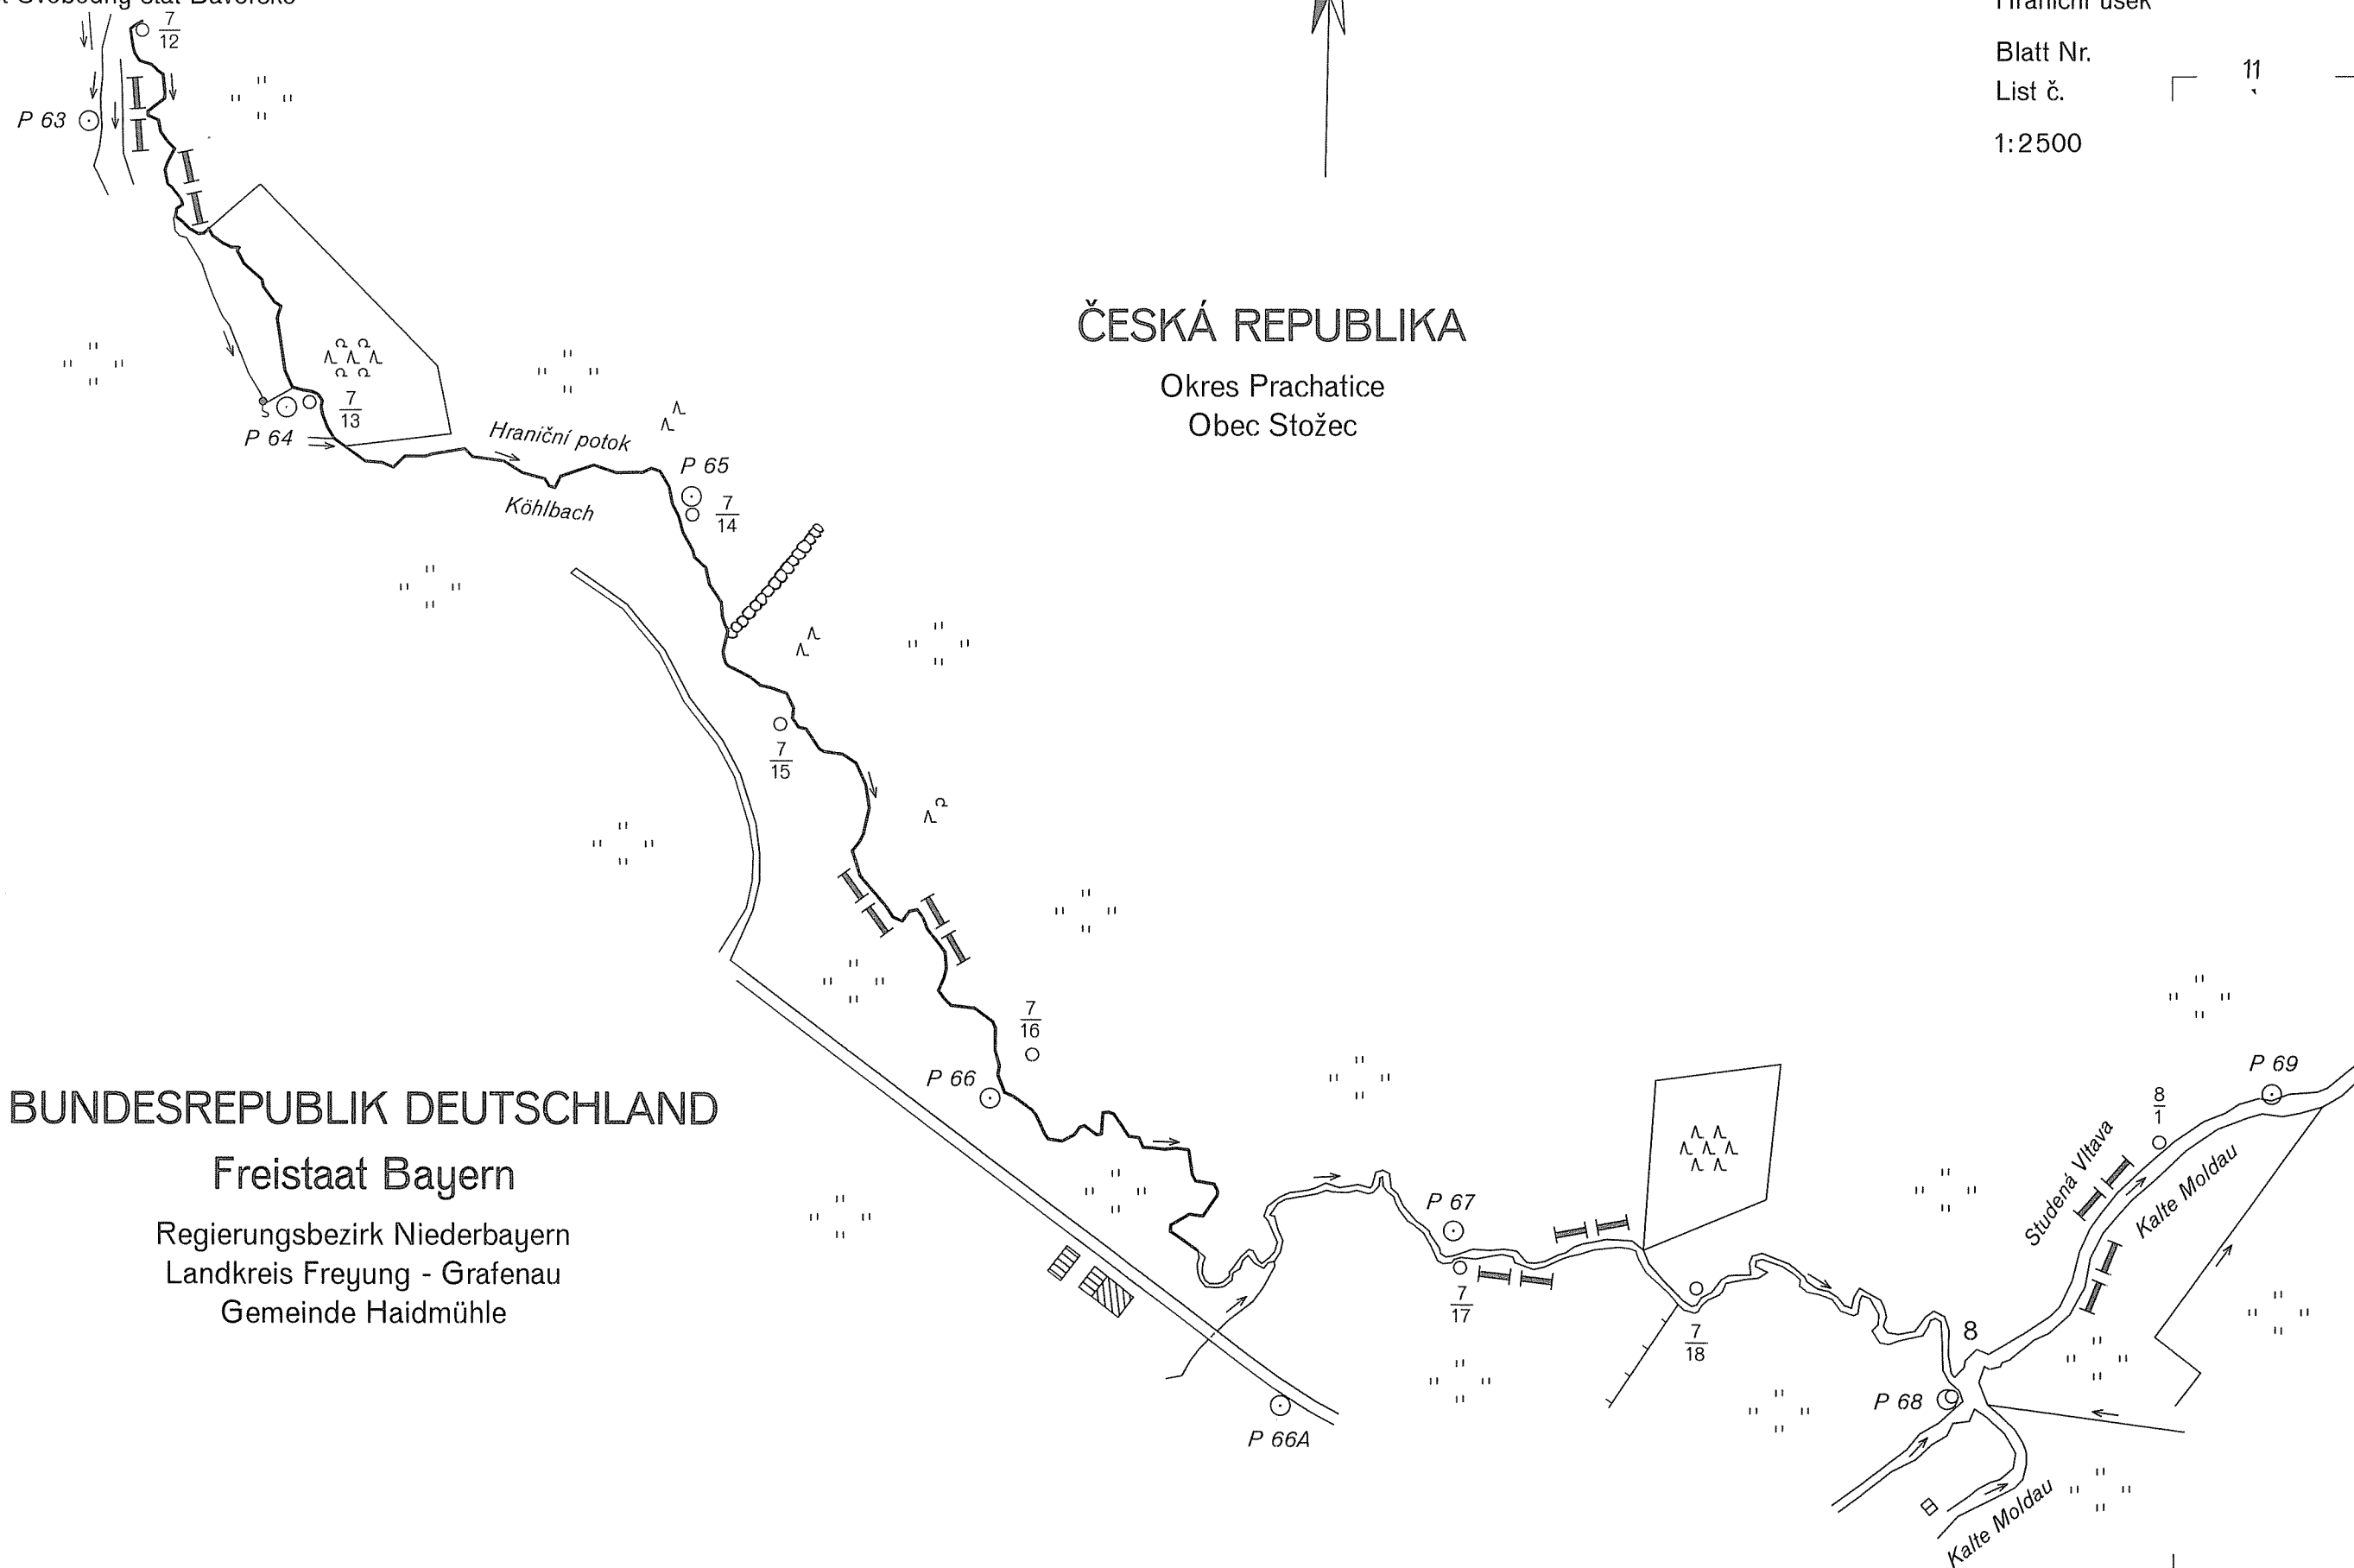 7
12
P 63
Blatt Nr.
List č.
1:2500
11
ČESKÁ REPUBLIKA
Okres Prachatice
Obec Stožec
7
13
P 64
Hraniční potok
Köhlbach
P 65
7
14
7
15
7
16
P 66
BUNDESREPUBLIK DEUTSCHLAND
Freistaat Bayern
Regierungsbezirk Niederbayern
Landkreis Freyung - Grafenau
Gemeinde Haidmühle
P 66A
P 67
7
17
7
18
8
P 68
Studená Vltava
Kalte Moldau
8
1
P 69
Kalte Moldau